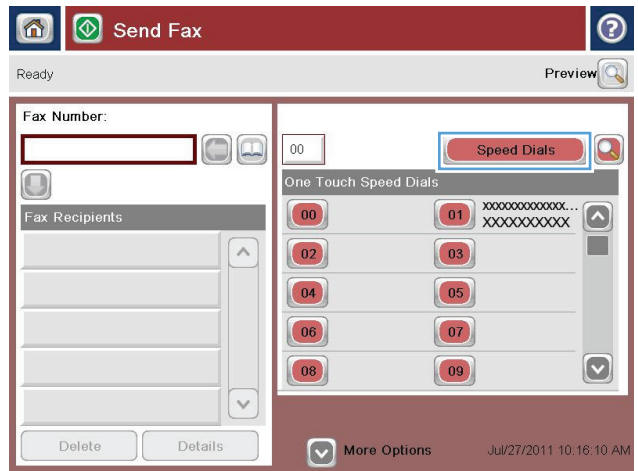 Send Fax
Ready
Preview
Fax Number:
00
Speed Dials
One Touch Speed Dials
Fax Recipients
00
01 XXXXXXXXXXXX...
XXXXXXXXXX
02
03
04
05
06
07
08
09
Delete
Details
More Options
Jul/27/2011 10:16:10 AM